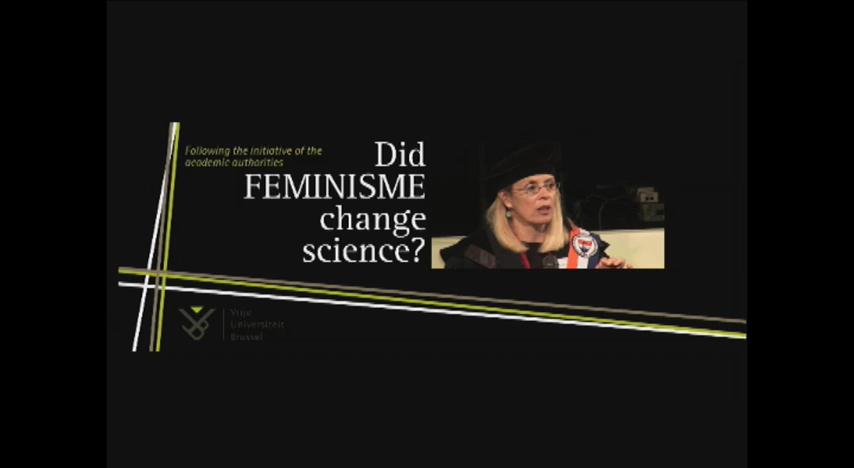 Following the initiative of the
academic authorities
Did
FEMINISME
change
science?
Vrije
Universiteit
Brussel